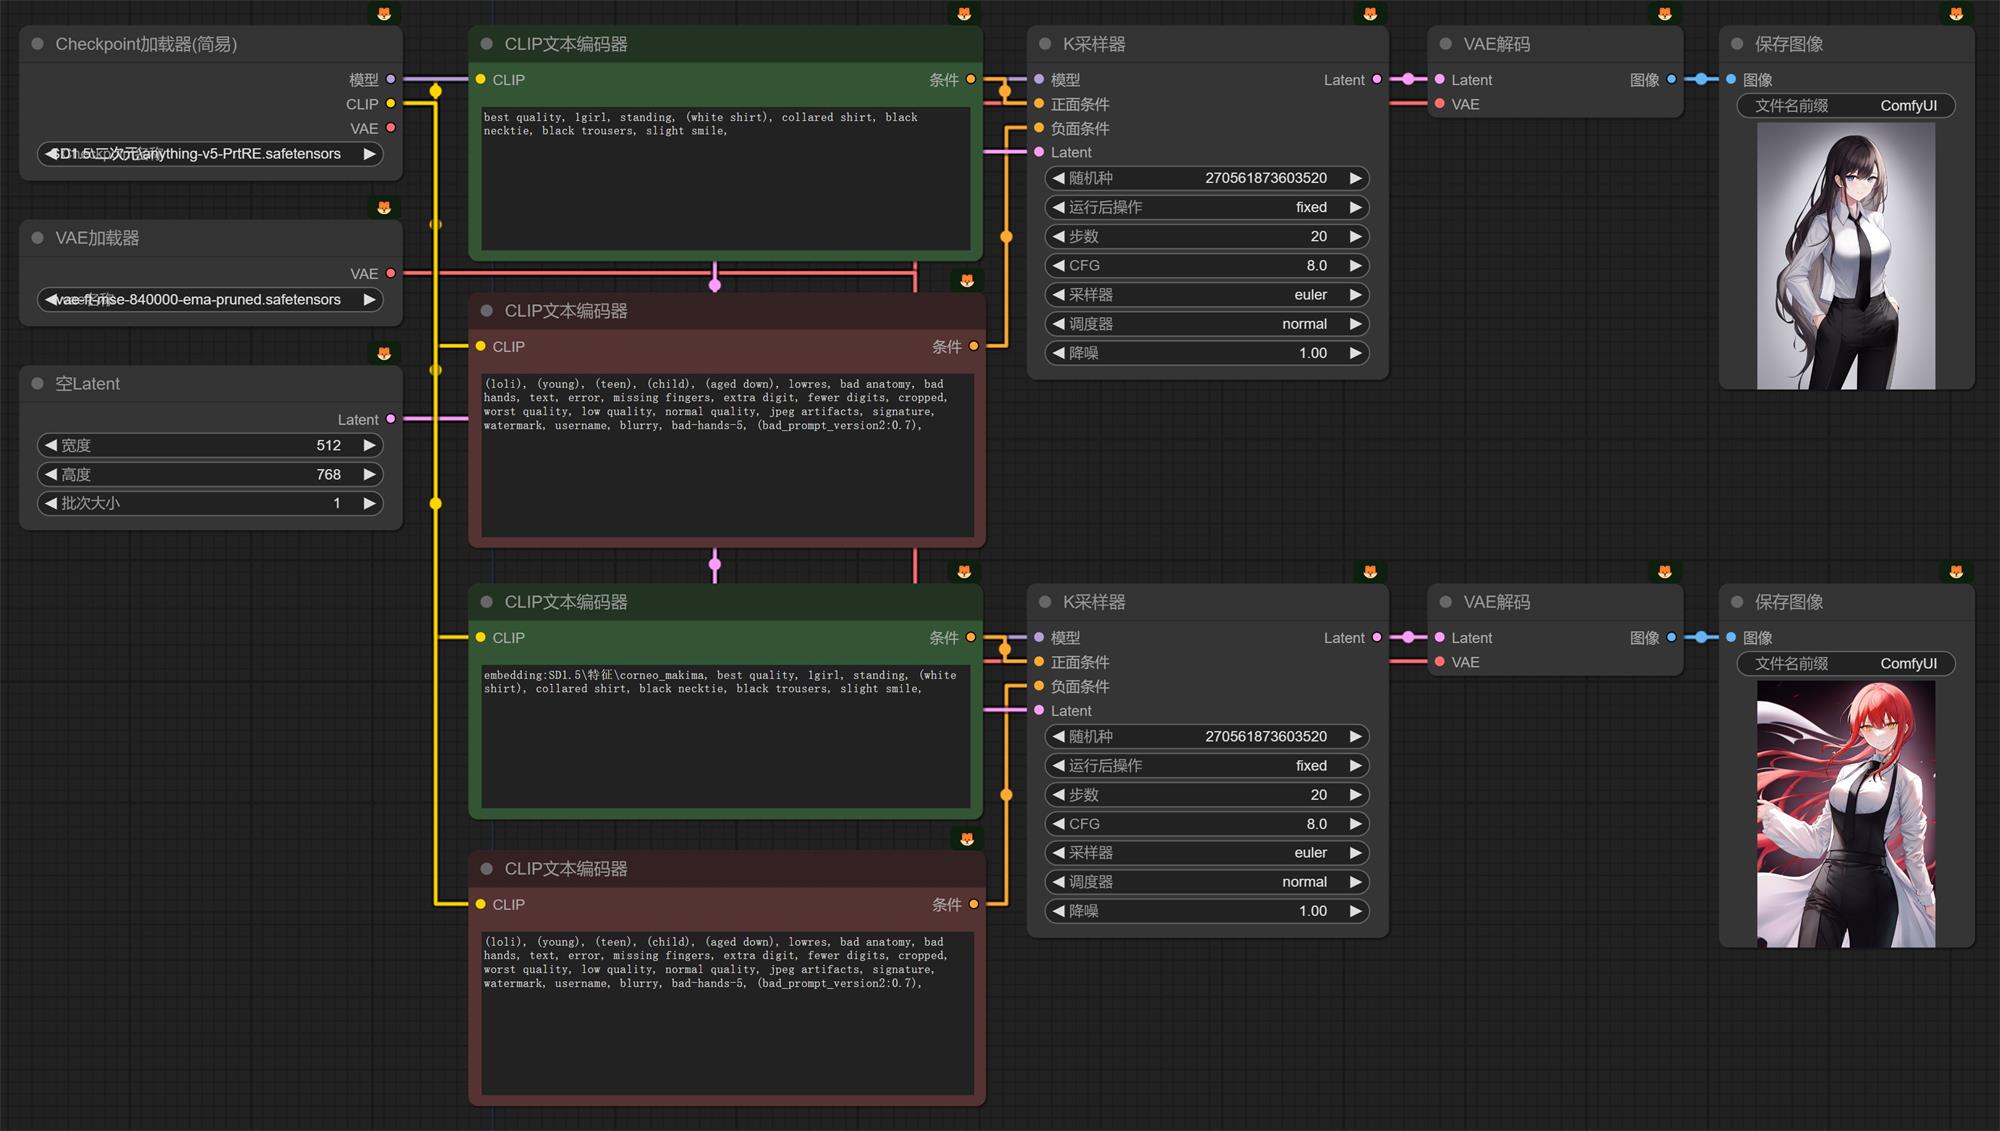 Checkpoint加载器(简易)
模型
CLIP
VAE
anything-v5-PrtRE.safetensors
VAE加载器
VAE
-840000-ema-pruned.safetensors
空Latent
Latent
宽度 512
高度 768
批次大小 1
CLIP文本编码器
CLIP 条件
best quality, 1girl, standing, (white shirt), collared shirt, black
necktie, black trousers, slight smile,
CLIP文本编码器
CLIP 条件
(loli), (young), (teen), (child), (aged down), lowres, bad anatomy, bad
hands, text, error, missing fingers, extra digit, fewer digits, cropped,
worst quality, low quality, normal quality, jpeg artifacts, signature,
watermark, username, blurry, bad-hands-5, (bad_prompt_version2:0.7),
K采样器
模型 Latent
正面条件
负面条件
Latent
随机种 270561873603520
运行后操作 fixed
步数 20
CFG 8.0
采样器 euler
调度器 normal
降噪 1.00
VAE解码
Latent 图像
VAE
保存图像
图像
文件名前缀 ComfyUI
CLIP文本编码器
CLIP 条件
embedding:SD1.5\特征\corneo_makima, best quality, 1girl, standing, (white
shirt), collared shirt, black necktie, black trousers, slight smile,
CLIP文本编码器
CLIP 条件
(loli), (young), (teen), (child), (aged down), lowres, bad anatomy, bad
hands, text, error, missing fingers, extra digit, fewer digits, cropped,
worst quality, low quality, normal quality, jpeg artifacts, signature,
watermark, username, blurry, bad-hands-5, (bad_prompt_version2:0.7),
K采样器
模型 Latent
正面条件
负面条件
Latent
随机种 270561873603520
运行后操作 fixed
步数 20
CFG 8.0
采样器 euler
调度器 normal
降噪 1.00
VAE解码
Latent 图像
VAE
保存图像
图像
文件名前缀 ComfyUI